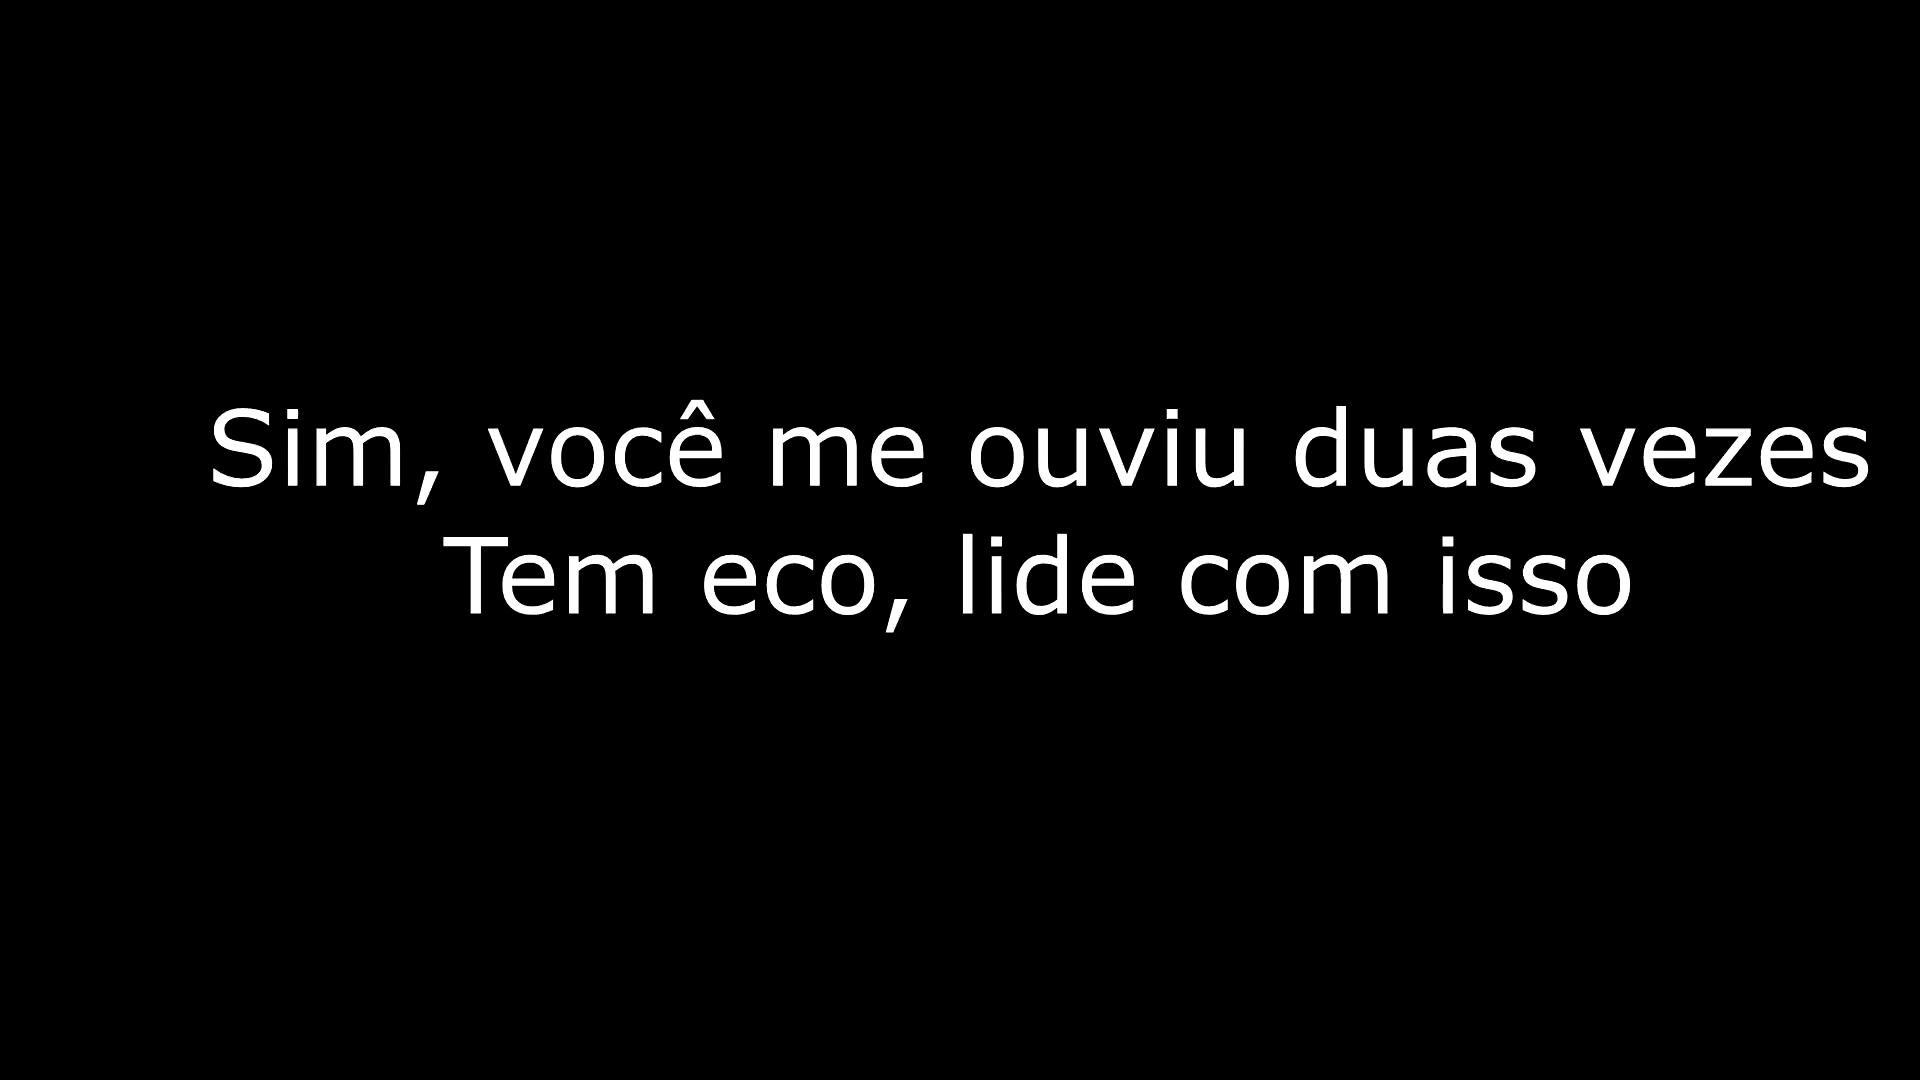 Sim, você me ouviu duas vezes
Tem eco, lide com isso